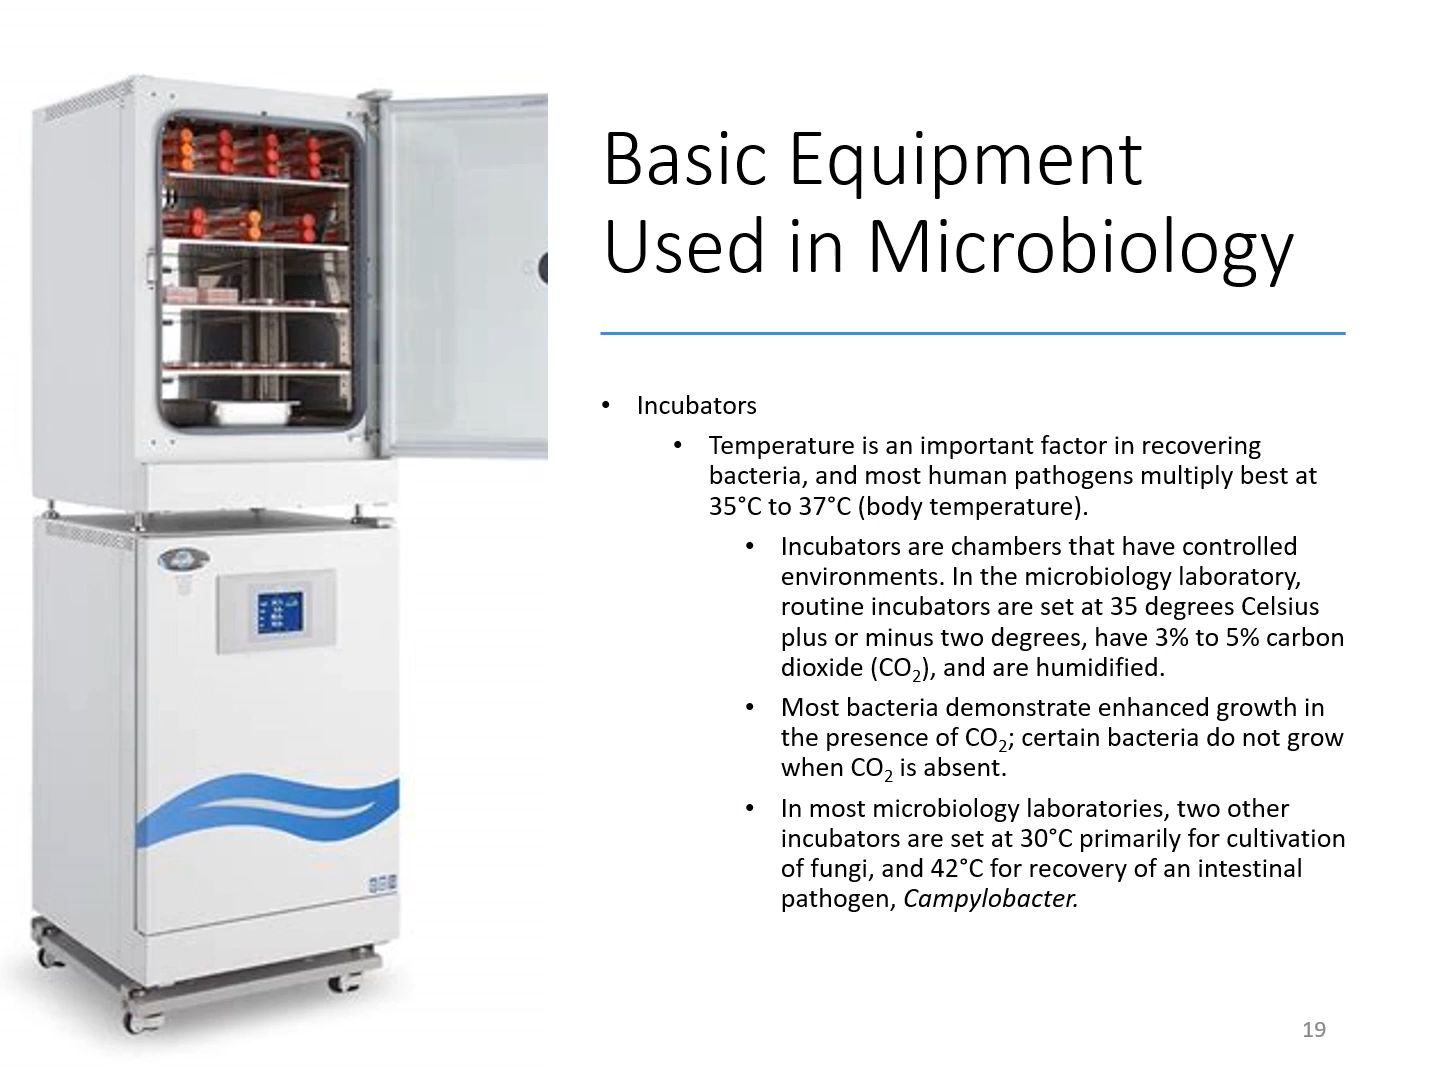 Basic Equipment
Used in Microbiology
• Incubators
• Temperature is an important factor in recovering
bacteria, and most human pathogens multiply best at
35°C to 37°C (body temperature).
• Incubators are chambers that have controlled
environments. In the microbiology laboratory,
routine incubators are set at 35 degrees Celsius
plus or minus two degrees, have 3% to 5% carbon
dioxide (CO₂), and are humidified.
• Most bacteria demonstrate enhanced growth in
the presence of CO₂; certain bacteria do not grow
when CO₂ is absent.
• In most microbiology laboratories, two other
incubators are set at 30°C primarily for cultivation
of fungi, and 42°C for recovery of an intestinal
pathogen, Campylobacter.
19